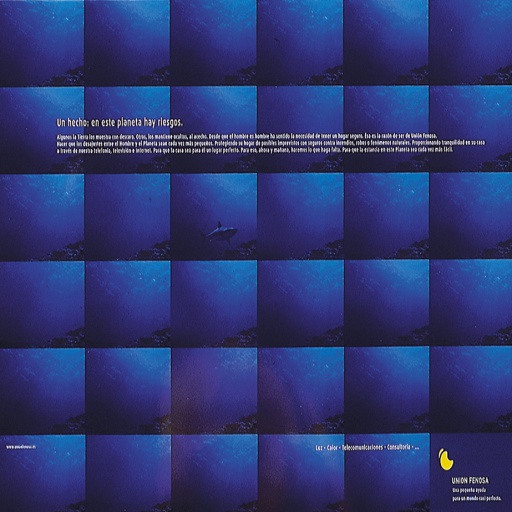 Un hecho: en este planeta hay riesgos.
Algunos la Tierra los muestra con descaro. Otros, los mantiene ocultos, al acecho. Desde que el hombre es hombre ha sentido la necesidad de tener un hogar seguro. Ésa es la razón de ser de Unión Fenosa.
Hacer que los desajustes entre el Hombre y el Planeta sean cada vez más pequeños. Protegiendo su hogar de posibles imprevistos con seguros contra incendios, robos o fenómenos naturales. Proporcionando tranquilidad en su casa
a través de nuestra telefonía, televisión e internet. Para que la casa sea para él un lugar perfecto. Para eso, ahora y mañana, haremos lo que haga falta. Para que la estancia en este Planeta sea cada vez más fácil.
www.unionfenosa.es
Luz - Calor - Telecomunicaciones - Consultoría - ...
UNION FENOSA
Una pequeña ayuda
para un mundo casi perfecto.